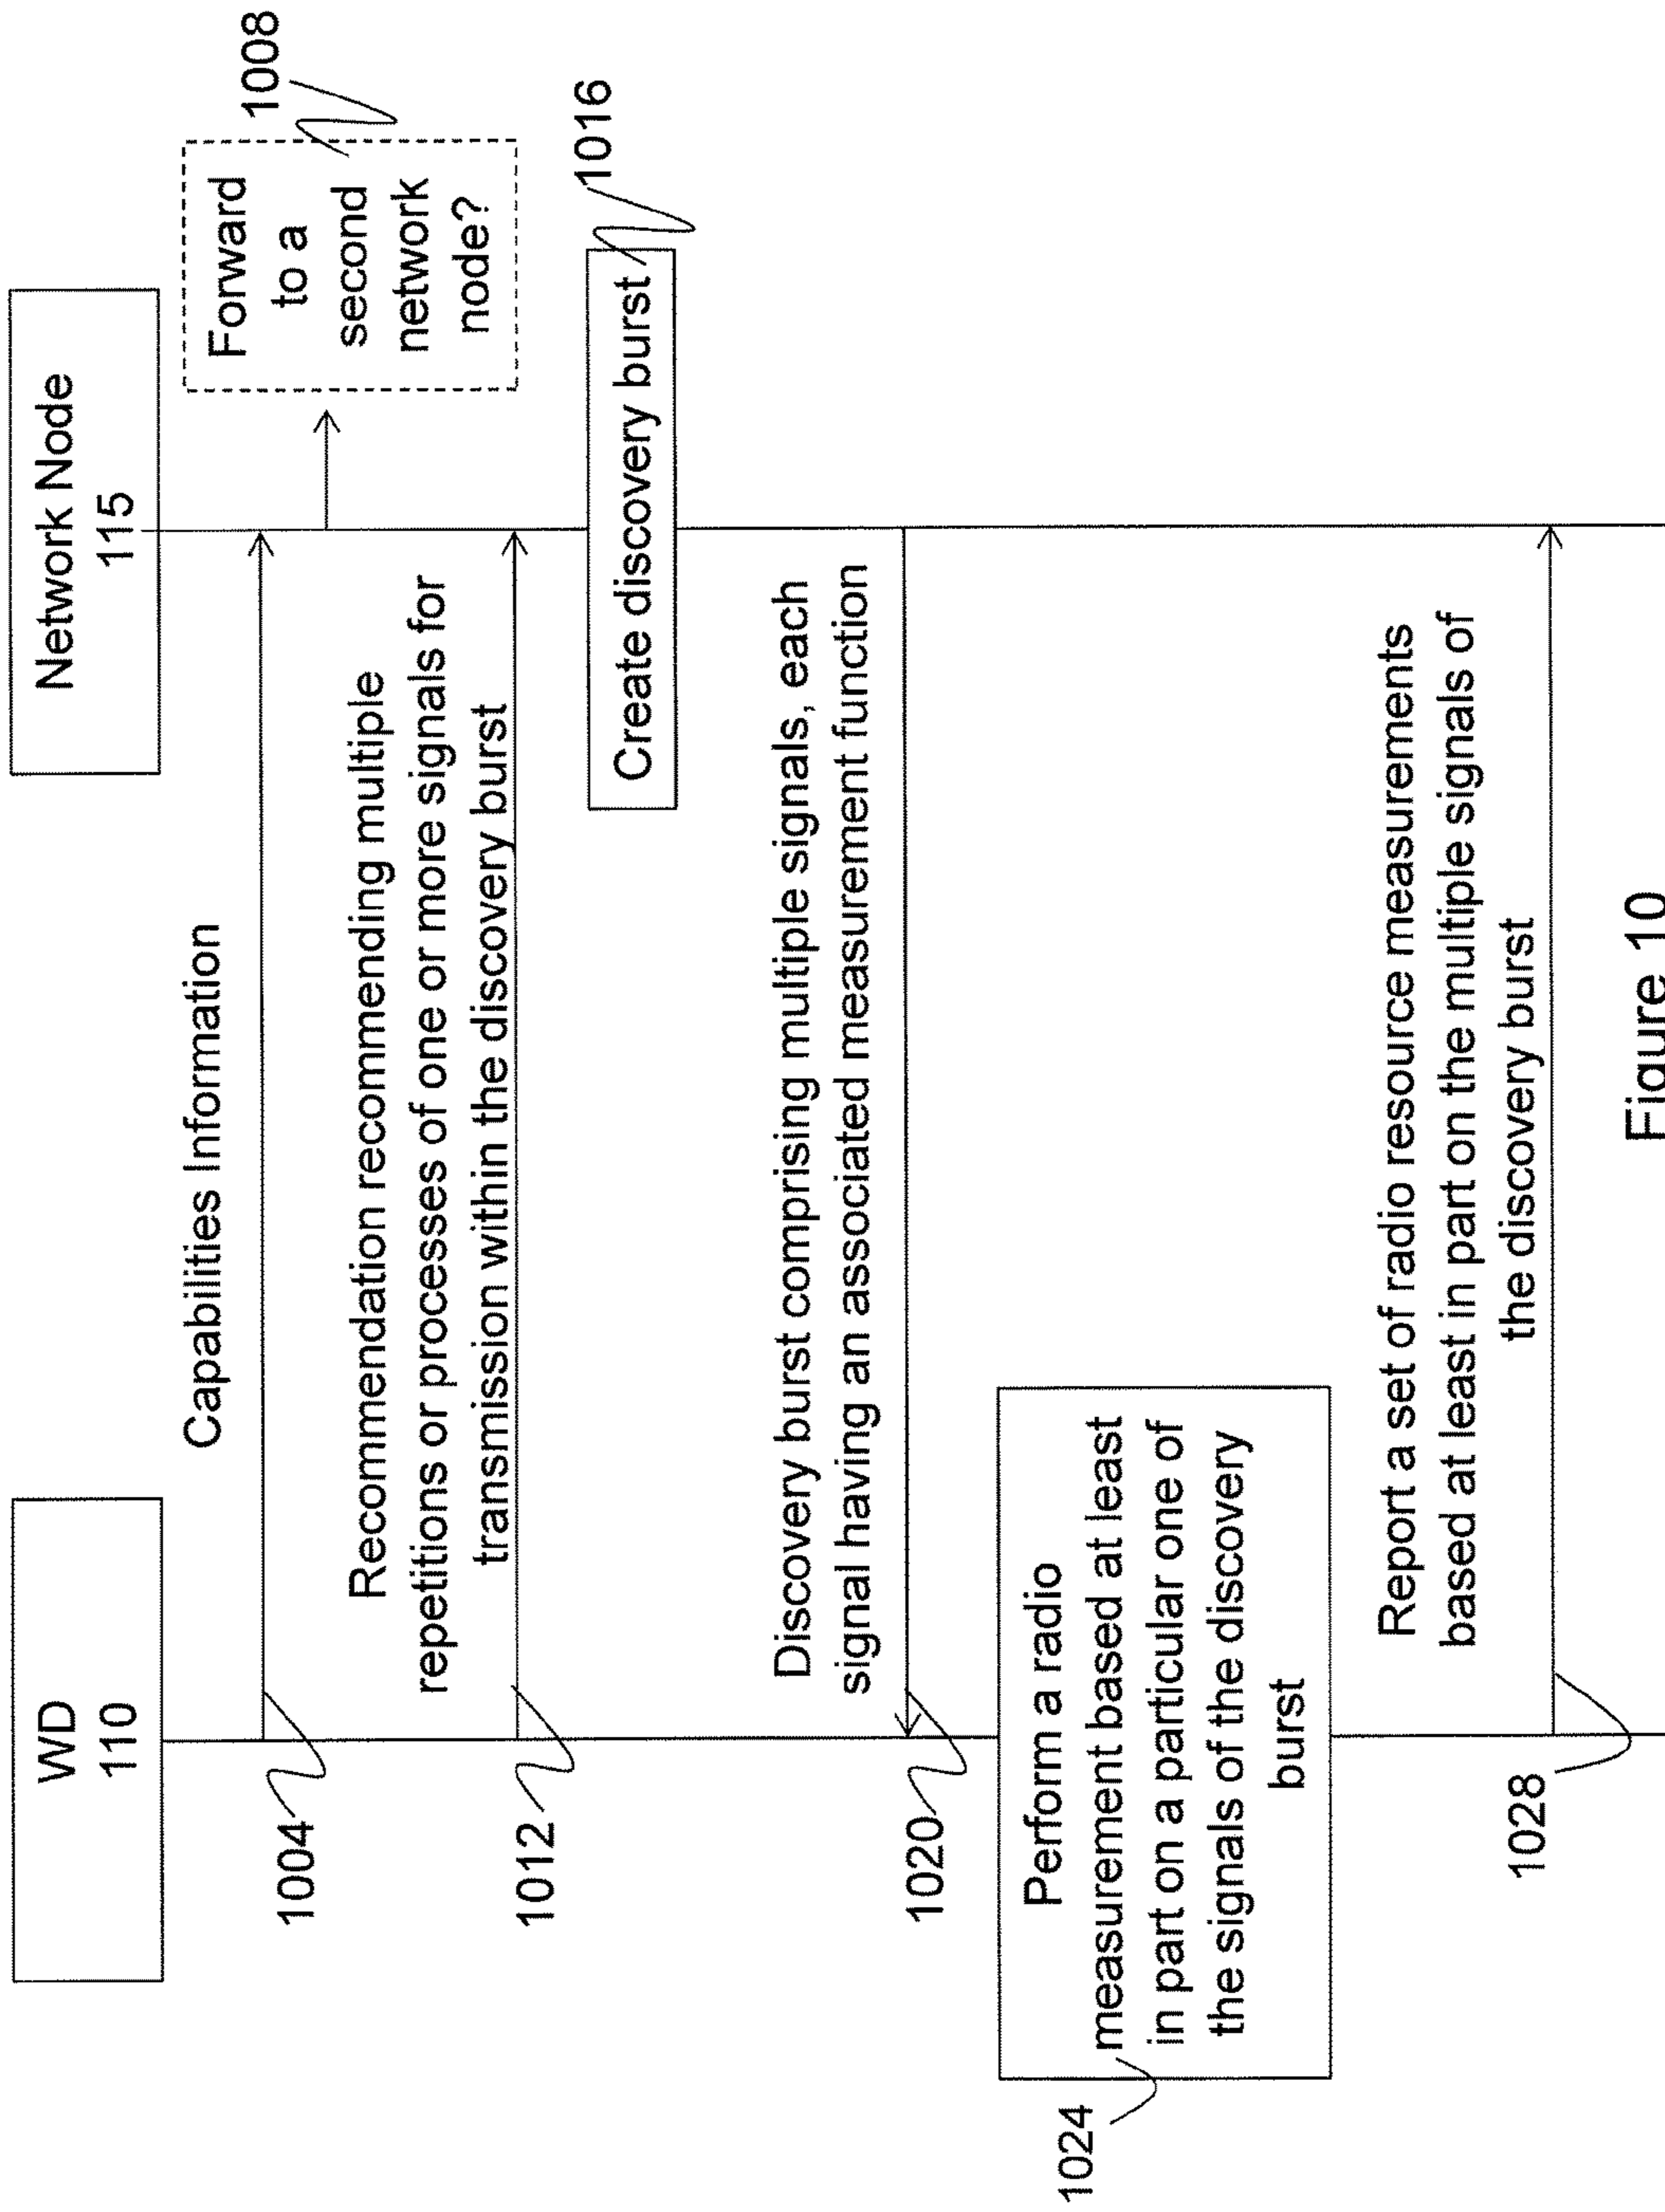 WD
110
Network Node
115
Capabilities Information
1004
Forward
to a
second
network
node?
1008
Recommendation recommending multiple
repetitions or processes of one or more signals for
transmission within the discovery burst
1012
Create discovery burst
1016
Discovery burst comprising multiple signals, each
signal having an associated measurement function
1020
Perform a radio
measurement based at least
in part on a particular one of
the signals of the discovery
burst
1024
Report a set of radio resource measurements
based at least in part on the multiple signals of
the discovery burst
1028
Figure 10